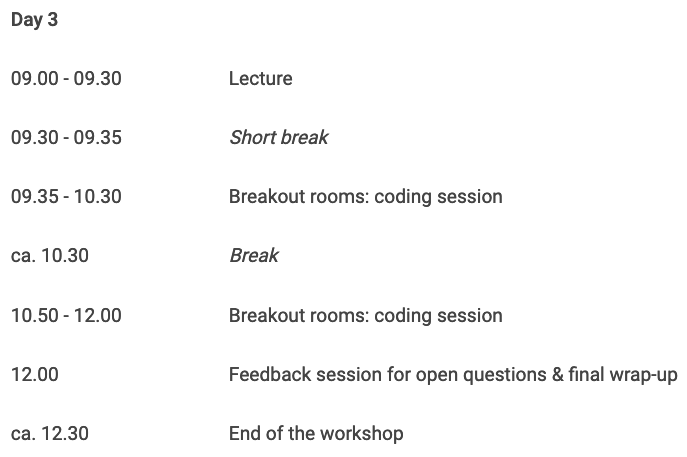 Day 3
09.00 - 09.30 Lecture
09.30 - 09.35 Short break
09.35 - 10.30 Breakout rooms: coding session
ca. 10.30 Break
10.50 - 12.00 Breakout rooms: coding session
12.00 Feedback session for open questions & final wrap-up
ca. 12.30 End of the workshop